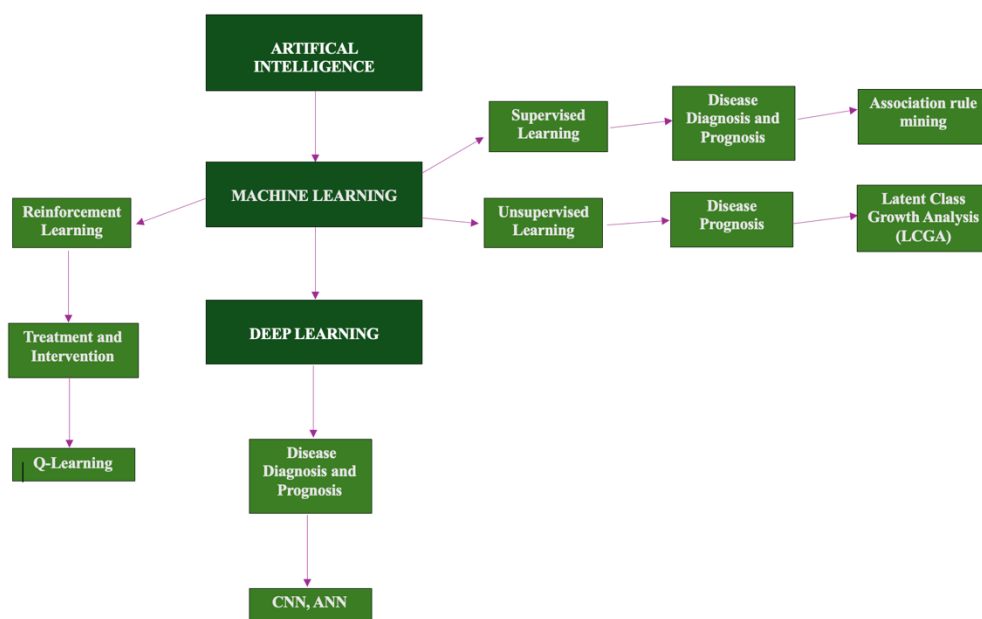 ARTIFICAL
INTELLIGENCE
Supervised
Learning
Disease
Diagnosis and
Prognosis
Association rule
mining
MACHINE LEARNING
Reinforcement
Learning
Unsupervised
Learning
Disease
Prognosis
Latent Class
Growth Analysis
(LCGA)
DEEP LEARNING
Treatment and
Intervention
Q-Learning
Disease
Diagnosis and
Prognosis
CNN, ANN